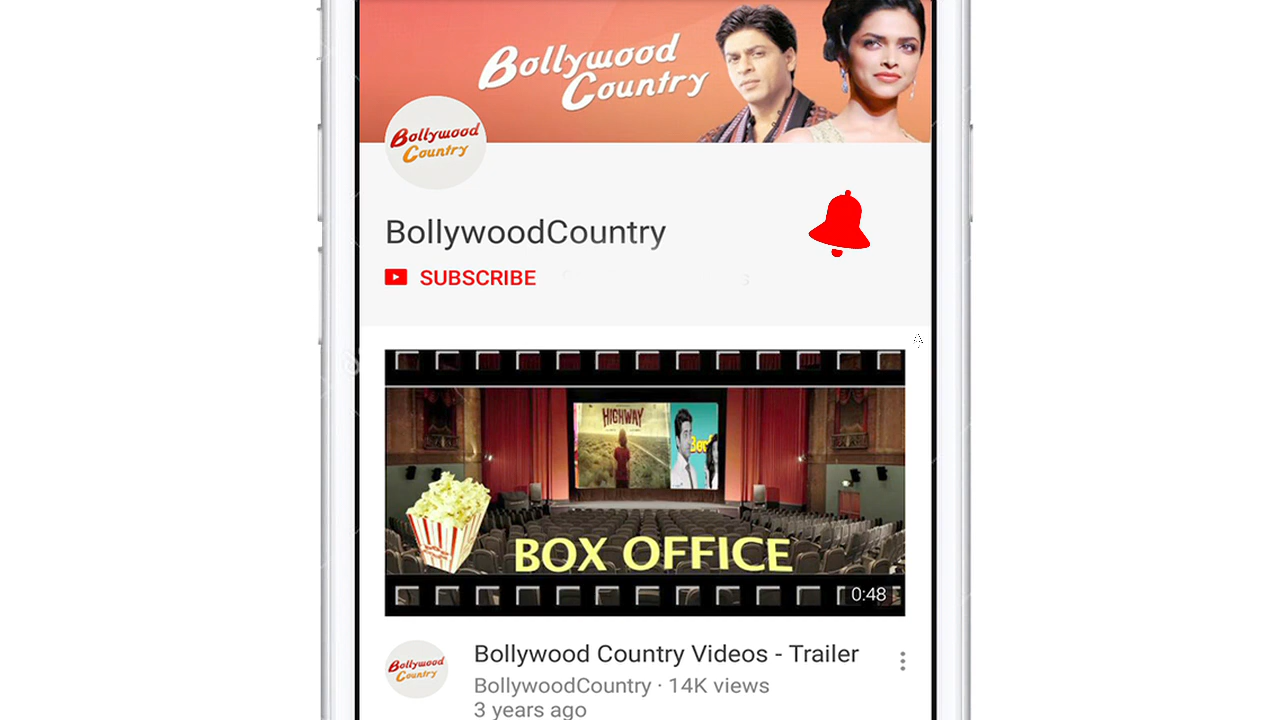 Bollywood
Country
Bollywood
Country
BollywoodCountry
SUBSCRIBE
HIGHWAY
BOX OFFICE
0:48
Bollywood Country Videos - Trailer
Bollywood
Country
BollywoodCountry · 14K views
3 years ago